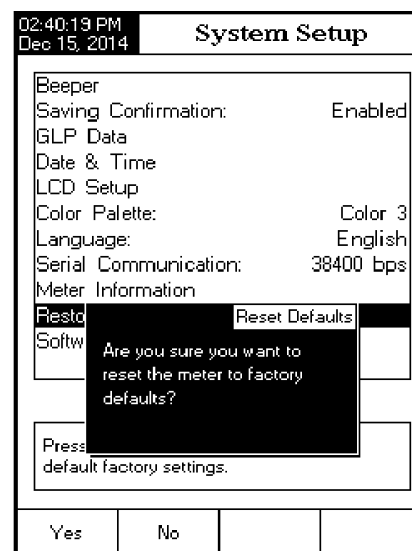 02:40:19 PM
Dec 15, 2014
System Setup
Beeper
Saving Confirmation: Enabled
GLP Data
Date & Time
LCD Setup
Color Palette: Color 3
Language: English
Serial Communication: 38400 bps
Meter Information
Resto
Softw
Reset Defaults
Are you sure you want to
reset the meter to factory
defaults?
Press
default factory settings.
Yes No